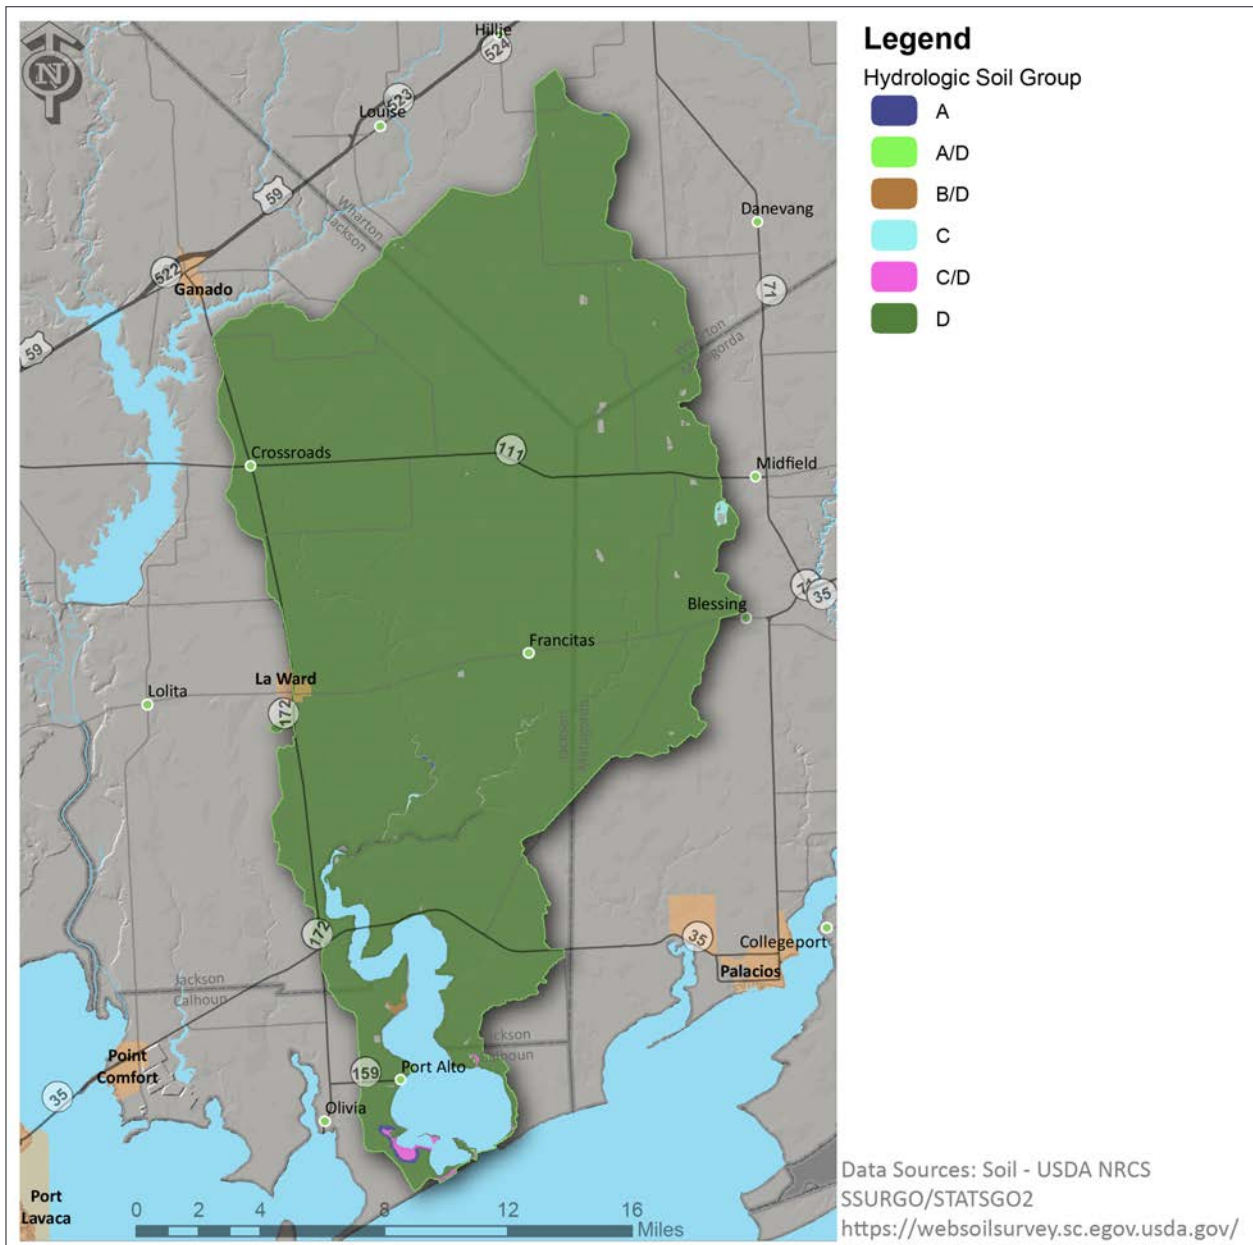 Legend
Hydrologic Soil Group
A
A/D
B/D
C
C/D
D
N
Hillje
524
523
Louise
59
Wharton
Jackson
Danevang
522
Ganado
71
59
Wharton
Matagorda
Crossroads
111
Midfield
71
35
Blessing
Francitas
La Ward
Lolita
172
Jackson
Matagorda
172
35
Collegeport
Palacios
Jackson
Calhoun
Jackson
Calhoun
Point
Comfort
159
Port Alto
35
Olivia
Port
Lavaca
0 2 4 8 12 16
Miles
Data Sources: Soil - USDA NRCS
SSURGO/STATSGO2
https://websoilsurvey.sc.egov.usda.gov/